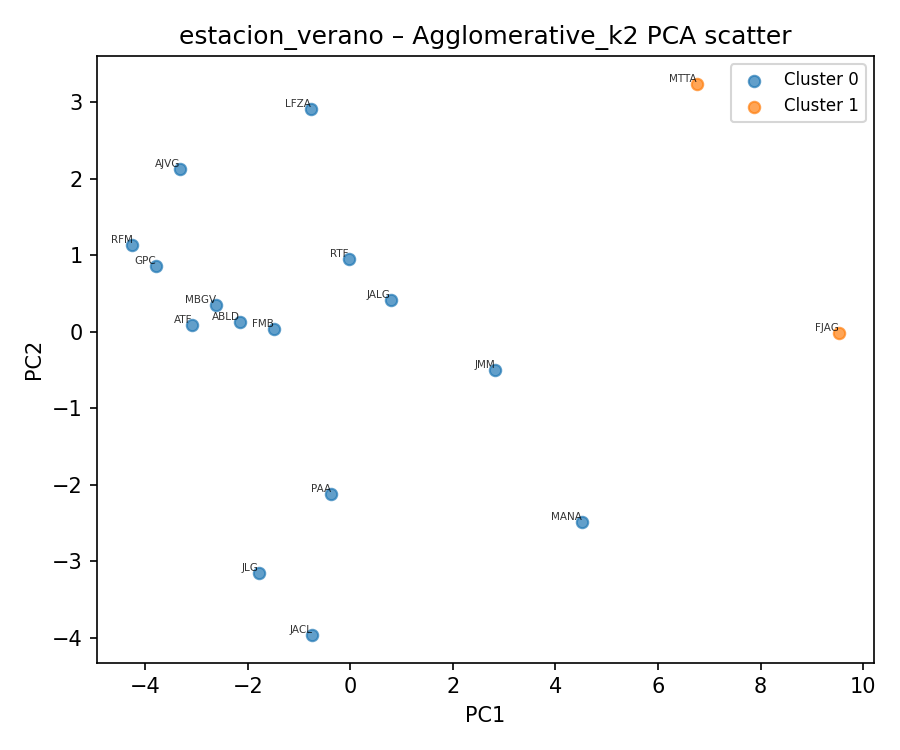 estacion_verano – Agglomerative_k2 PCA scatter
Cluster 0
Cluster 1
MTTA
LFZA
AJVG
RFM
GPC
RTF
MBGV
JALG
ATF
ABLD
FMB
FJAG
JMM
PAA
MANA
JLG
JACL
3
2
1
0
−1
−2
−3
−4
PC2
−4
−2
0
2
4
6
8
10
PC1